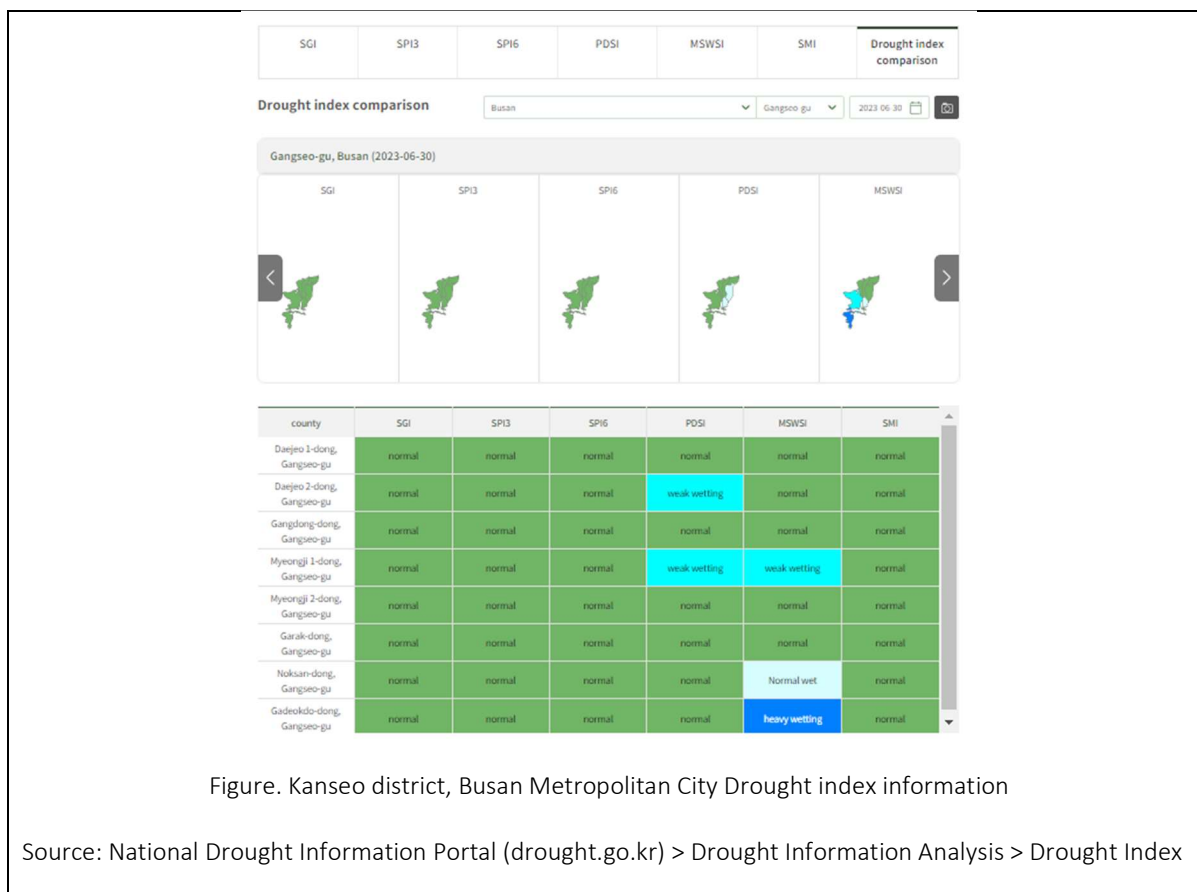 SGI SPI3 SPI6 PDSI MSWSI SMI Drought index
comparison
Drought index comparison Busan Gangseo-gu 2023-06-30
Gangseo-gu, Busan (2023-06-30)
SGI SPI3 SPI6 PDSI MSWSI
county SGI SPI3 SPI6 PDSI MSWSI SMI
Daejeo 1-dong,
Gangseo-gu normal normal normal normal normal normal
Daejeo 2-dong,
Gangseo-gu normal normal normal weak wetting normal normal
Gangdong-dong,
Gangseo-gu normal normal normal normal normal normal
Myeongji 1-dong,
Gangseo-gu normal normal normal weak wetting weak wetting normal
Myeongji 2-dong,
Gangseo-gu normal normal normal normal normal normal
Garak-dong,
Gangseo-gu normal normal normal normal normal normal
Noksan-dong,
Gangseo-gu normal normal normal normal Normal wet normal
Gadeokdo-dong,
Gangseo-gu normal normal normal normal heavy wetting normal
Figure. Kanseo district, Busan Metropolitan City Drought index information
Source: National Drought Information Portal (drought.go.kr) > Drought Information Analysis > Drought Index